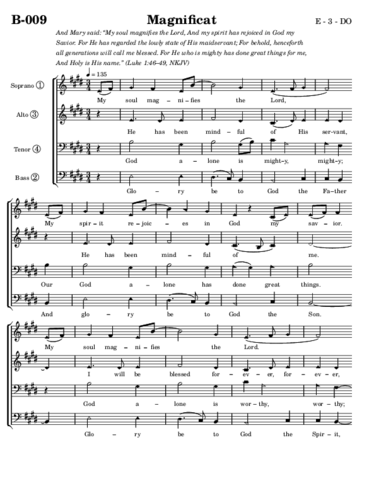 B-009 Magnificat E - 3 - DO
And Mary said: “My soul magnifies the Lord, And my spirit has rejoiced in God my
Savior. For He has regarded the lowly state of His maidservant; For behold, henceforth
all generations will call me blessed. For He who is mighty has done great things for me,
And Holy is His name.” (Luke 1:46-49, NKJV)
= 135
Soprano ①
My soul mag – ni – fies the Lord,
Alto ③
He has been mind – ful of His ser – vant,
Tenor ④
God a – lone is might – y, might – y;
Bass ②
Glo – ry be to God the Fa – ther
My spir – it re – joic – es in God my sav – ior.
He has been mind – ful of me.
Our God a – lone has done great things.
And glo – ry be to God the Son.
My soul mag – ni – fies the Lord.
I will be blessed for – ev – er, for – ev – er,
God a – lone is wor – thy, wor – thy;
Glo – ry be to God the Spir – it,